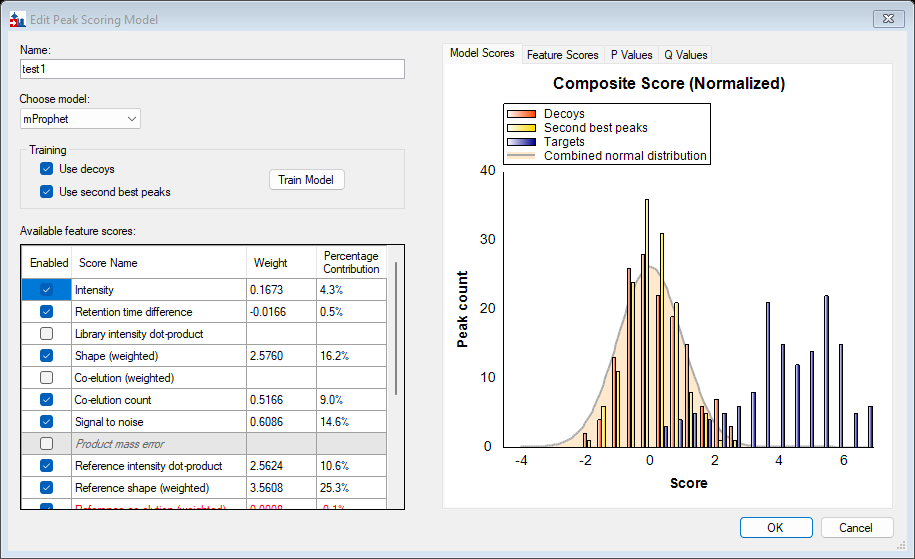 Edit Peak Scoring Model
Name:
test1
Choose model:
mProphet
Training
Use decoys
Use second best peaks
Train Model
Available feature scores:
Enabled Score Name Weight Percentage Contribution
Intensity 0.1673 4.3%
Retention time difference -0.0166 0.5%
Library intensity dot-product
Shape (weighted) 2.5760 16.2%
Co-elution (weighted)
Co-elution count 0.5166 9.0%
Signal to noise 0.6086 14.6%
Product mass error
Reference intensity dot-product 2.5624 10.6%
Reference shape (weighted) 3.5608 25.3%
Reference co-elution (weighted) -0.1%
Model Scores Feature Scores P Values Q Values
Composite Score (Normalized)
Decoys
Second best peaks
Targets
Combined normal distribution
40
30
20
10
0
Peak count
-4 -2 0 2 4 6
Score
OK Cancel